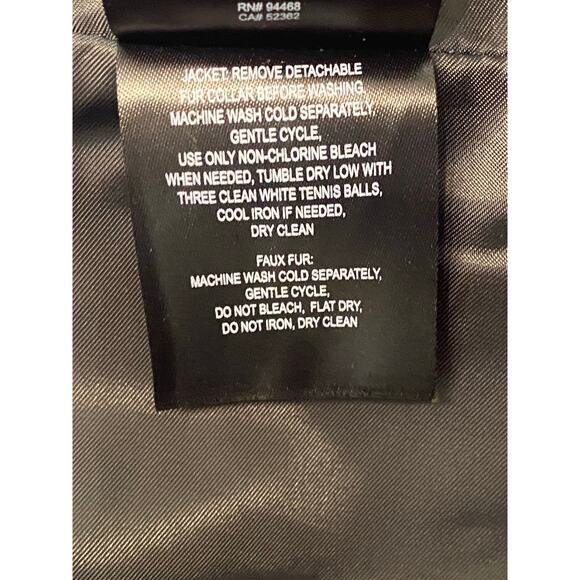 RN# 94468
CA# 52362
JACKET: REMOVE DETACHABLE
FUR COLLAR BEFORE WASHING.
MACHINE WASH COLD SEPARATELY,
GENTLE CYCLE,
USE ONLY NON-CHLORINE BLEACH
WHEN NEEDED, TUMBLE DRY LOW WITH
THREE CLEAN WHITE TENNIS BALLS,
COOL IRON IF NEEDED,
DRY CLEAN
FAUX FUR:
MACHINE WASH COLD SEPARATELY,
GENTLE CYCLE,
DO NOT BLEACH, FLAT DRY,
DO NOT IRON, DRY CLEAN